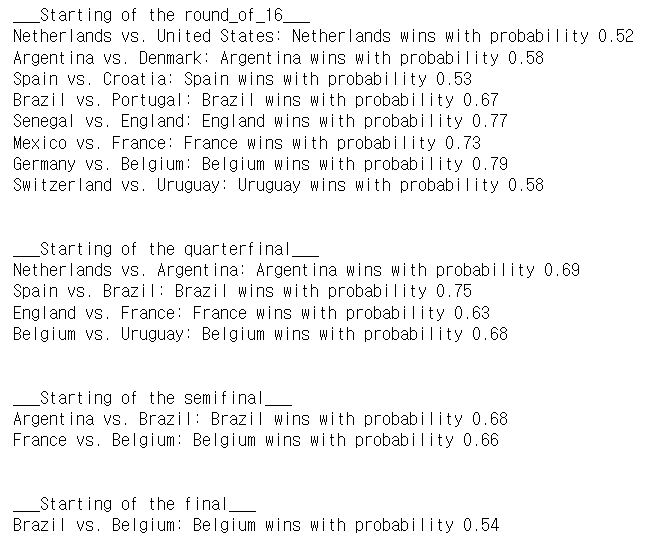 ___Starting of the round_of_16___
Netherlands vs. United States: Netherlands wins with probability 0.52
Argentina vs. Denmark: Argentina wins with probability 0.58
Spain vs. Croatia: Spain wins with probability 0.53
Brazil vs. Portugal: Brazil wins with probability 0.67
Senegal vs. England: England wins with probability 0.77
Mexico vs. France: France wins with probability 0.73
Germany vs. Belgium: Belgium wins with probability 0.79
Switzerland vs. Uruguay: Uruguay wins with probability 0.58
___Starting of the quarterfinal___
Netherlands vs. Argentina: Argentina wins with probability 0.69
Spain vs. Brazil: Brazil wins with probability 0.75
England vs. France: France wins with probability 0.63
Belgium vs. Uruguay: Belgium wins with probability 0.68
___Starting of the semifinal___
Argentina vs. Brazil: Brazil wins with probability 0.68
France vs. Belgium: Belgium wins with probability 0.66
___Starting of the final___
Brazil vs. Belgium: Belgium wins with probability 0.54